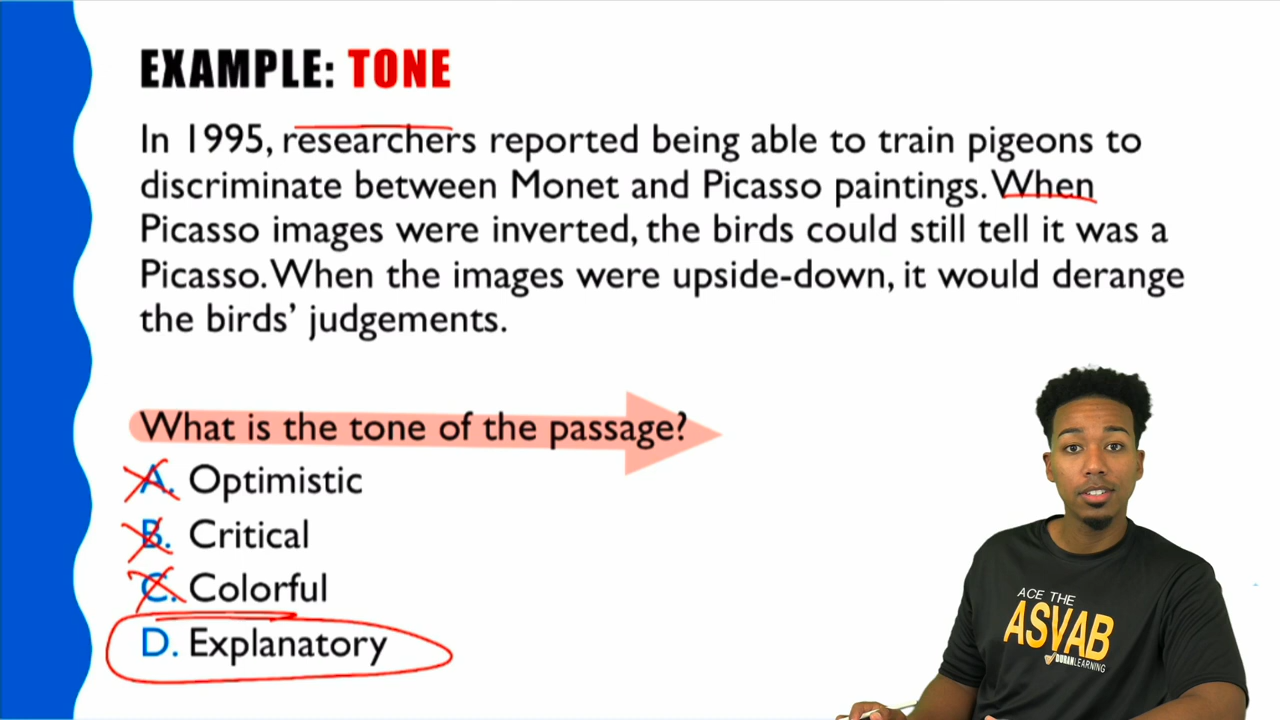 EXAMPLE: TONE
In 1995, researchers reported being able to train pigeons to
discriminate between Monet and Picasso paintings. When
Picasso images were inverted, the birds could still tell it was a
Picasso. When the images were upside-down, it would derange
the birds’ judgements.
What is the tone of the passage?
A. Optimistic
B. Critical
C. Colorful
D. Explanatory
ACE THE
ASVAB
DURANLEARNING